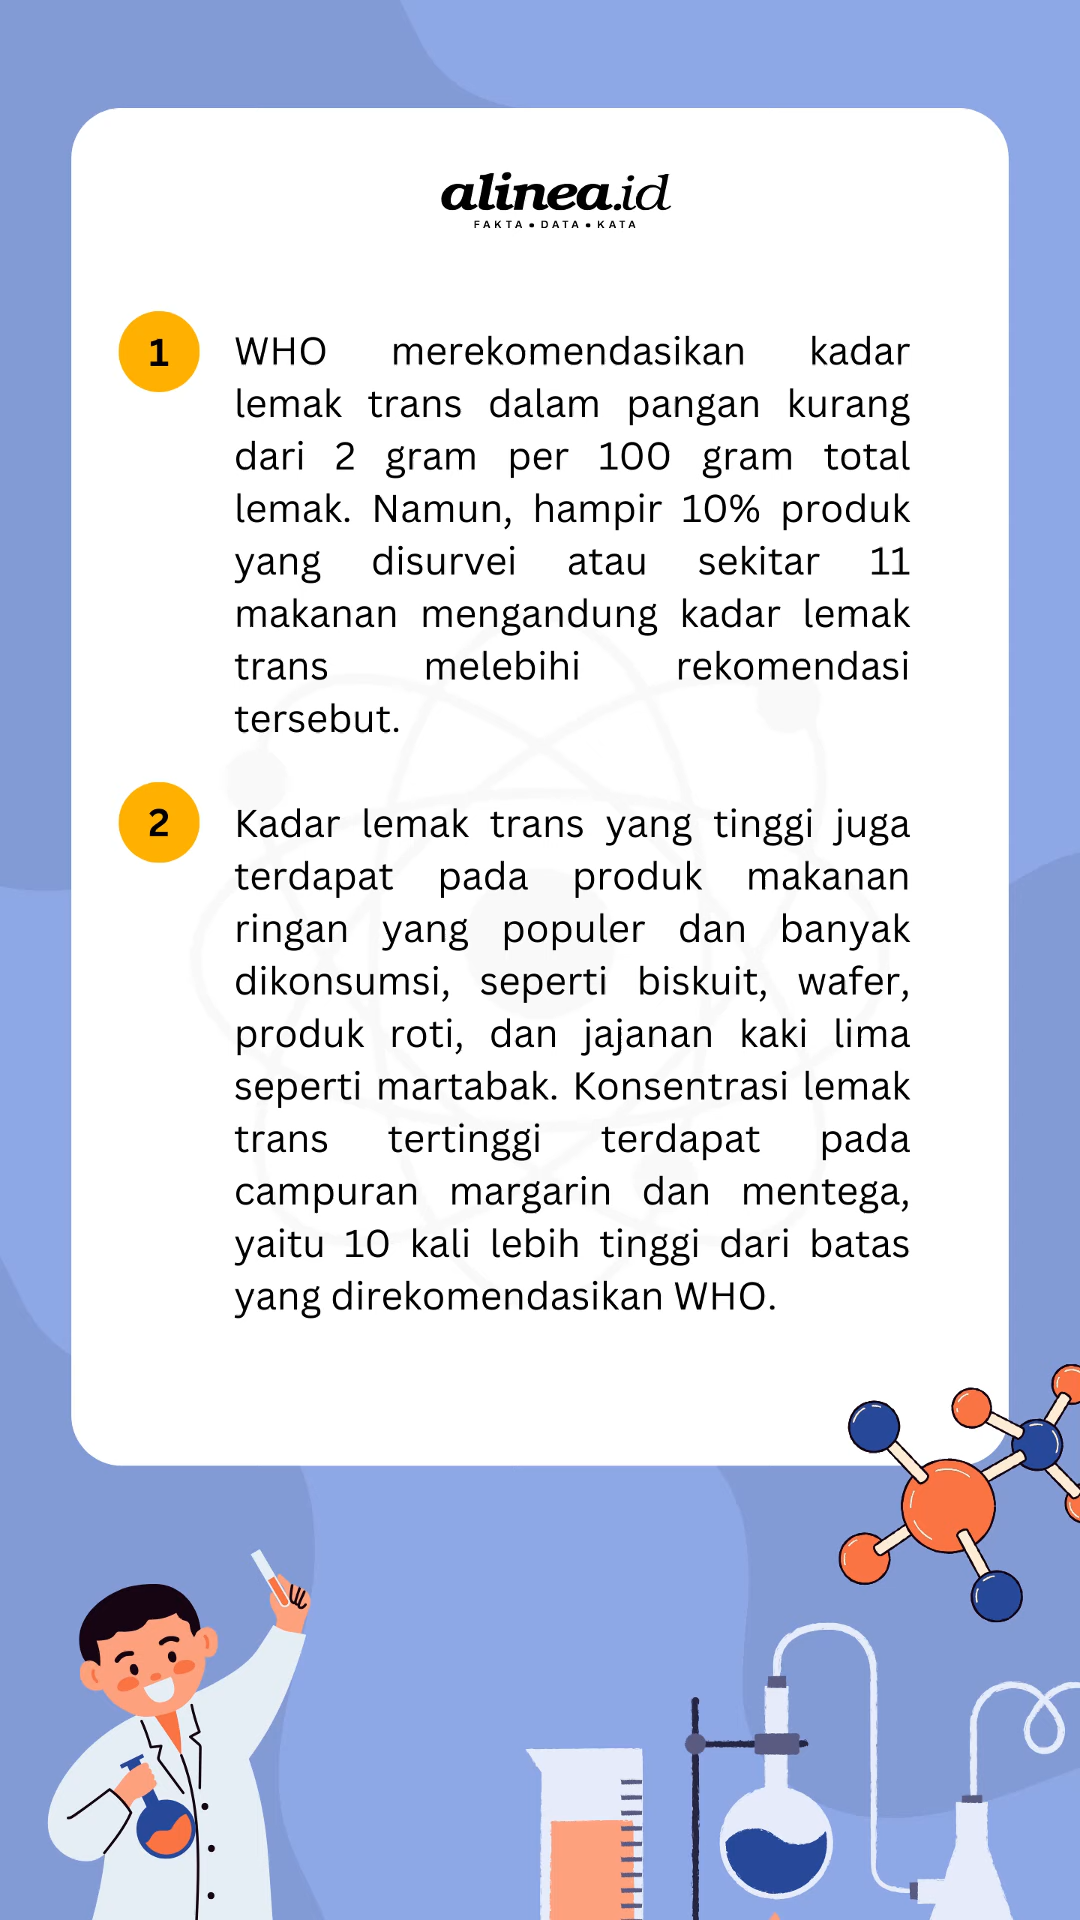 alinea.id
FAKTA • DATA • KATA
1
WHO merekomendasikan kadar
lemak trans dalam pangan kurang
dari 2 gram per 100 gram total
lemak. Namun, hampir 10% produk
yang disurvei atau sekitar 11
makanan mengandung kadar lemak
trans melebihi rekomendasi
tersebut.
2
Kadar lemak trans yang tinggi juga
terdapat pada produk makanan
ringan yang populer dan banyak
dikonsumsi, seperti biskuit, wafer,
produk roti, dan jajanan kaki lima
seperti martabak. Konsentrasi lemak
trans tertinggi terdapat pada
campuran margarin dan mentega,
yaitu 10 kali lebih tinggi dari batas
yang direkomendasikan WHO.